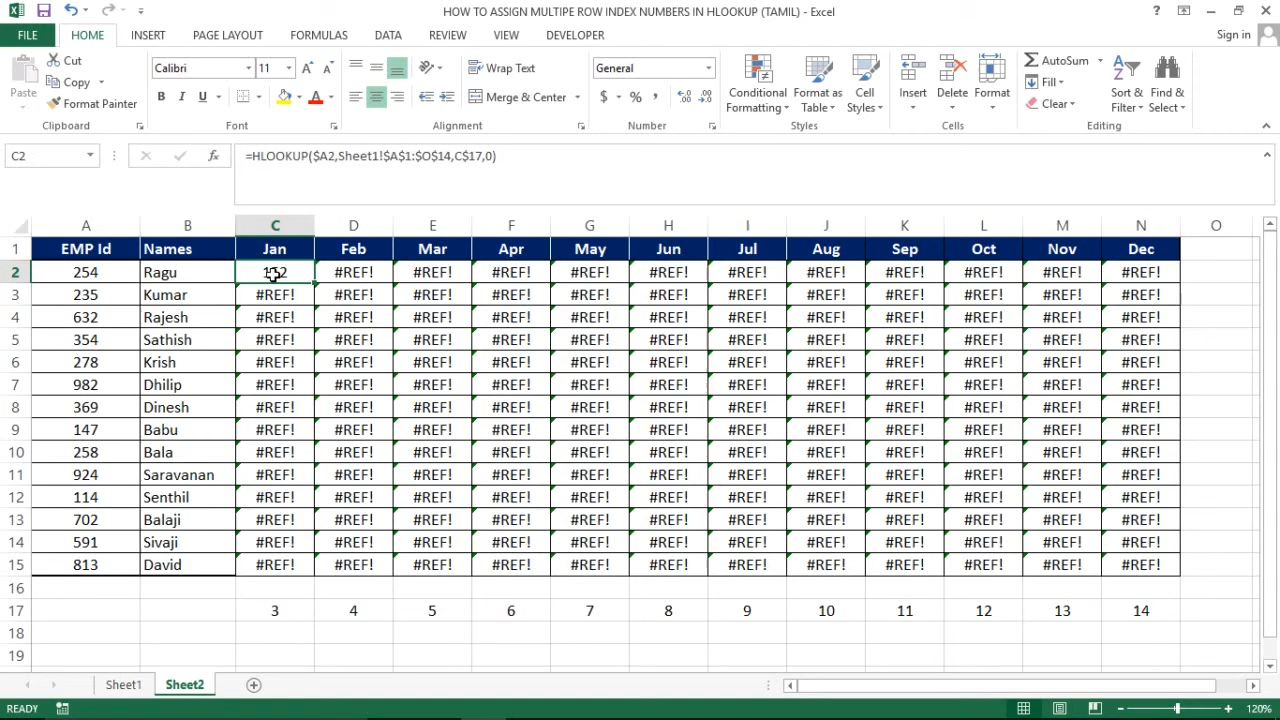 HOW TO ASSIGN MULTIPE ROW INDEX NUMBERS IN HLOOKUP (TAMIL) - Excel
FILE HOME INSERT PAGE LAYOUT FORMULAS DATA REVIEW VIEW DEVELOPER Sign in
Paste Cut Copy Format Painter
Calibri 11
B I U
Wrap Text
Merge & Center
General
$ % ,
Conditional Formatting Format as Table Cell Styles
Insert Delete Format
AutoSum Fill Clear
Sort & Filter Find & Select
Clipboard Font Alignment Number Styles Cells Editing
C2 fx =HLOOKUP($A2,Sheet1!$A$1:$O$14,C$17,0)
A B C D E F G H I J K L M N O
1 EMP Id Names Jan Feb Mar Apr May Jun Jul Aug Sep Oct Nov Dec
2 254 Ragu #REF! #REF! #REF! #REF! #REF! #REF! #REF! #REF! #REF! #REF! #REF!
3 235 Kumar #REF! #REF! #REF! #REF! #REF! #REF! #REF! #REF! #REF! #REF! #REF! #REF!
4 632 Rajesh #REF! #REF! #REF! #REF! #REF! #REF! #REF! #REF! #REF! #REF! #REF! #REF!
5 354 Sathish #REF! #REF! #REF! #REF! #REF! #REF! #REF! #REF! #REF! #REF! #REF! #REF!
6 278 Krish #REF! #REF! #REF! #REF! #REF! #REF! #REF! #REF! #REF! #REF! #REF! #REF!
7 982 Dhilip #REF! #REF! #REF! #REF! #REF! #REF! #REF! #REF! #REF! #REF! #REF! #REF!
8 369 Dinesh #REF! #REF! #REF! #REF! #REF! #REF! #REF! #REF! #REF! #REF! #REF! #REF!
9 147 Babu #REF! #REF! #REF! #REF! #REF! #REF! #REF! #REF! #REF! #REF! #REF! #REF!
10 258 Bala #REF! #REF! #REF! #REF! #REF! #REF! #REF! #REF! #REF! #REF! #REF! #REF!
11 924 Saravanan #REF! #REF! #REF! #REF! #REF! #REF! #REF! #REF! #REF! #REF! #REF! #REF!
12 114 Senthil #REF! #REF! #REF! #REF! #REF! #REF! #REF! #REF! #REF! #REF! #REF! #REF!
13 702 Balaji #REF! #REF! #REF! #REF! #REF! #REF! #REF! #REF! #REF! #REF! #REF! #REF!
14 591 Sivaji #REF! #REF! #REF! #REF! #REF! #REF! #REF! #REF! #REF! #REF! #REF! #REF!
15 813 David #REF! #REF! #REF! #REF! #REF! #REF! #REF! #REF! #REF! #REF! #REF! #REF!
16
17 3 4 5 6 7 8 9 10 11 12 13 14
18
19
Sheet1 Sheet2
READY 120%